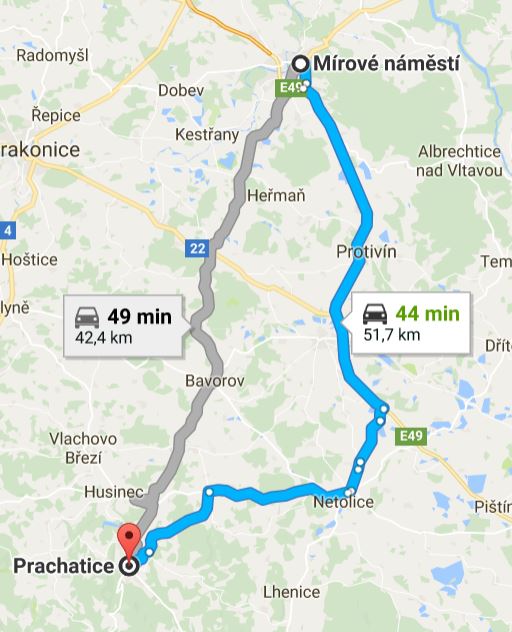 Radomyšl
Mírové náměstí
E49
Dobev
Řepice
Kestřany
rakonice
Albrechtice
nad Vltavou
Heřmaň
4
22
Protivín
Hoštice
Tem
lyně
49 min
42,4 km
44 min
51,7 km
Dříte
Bavorov
E49
Vlachovo
Březí
Husinec
Netolice
Pištín
Prachatice
Lhenice